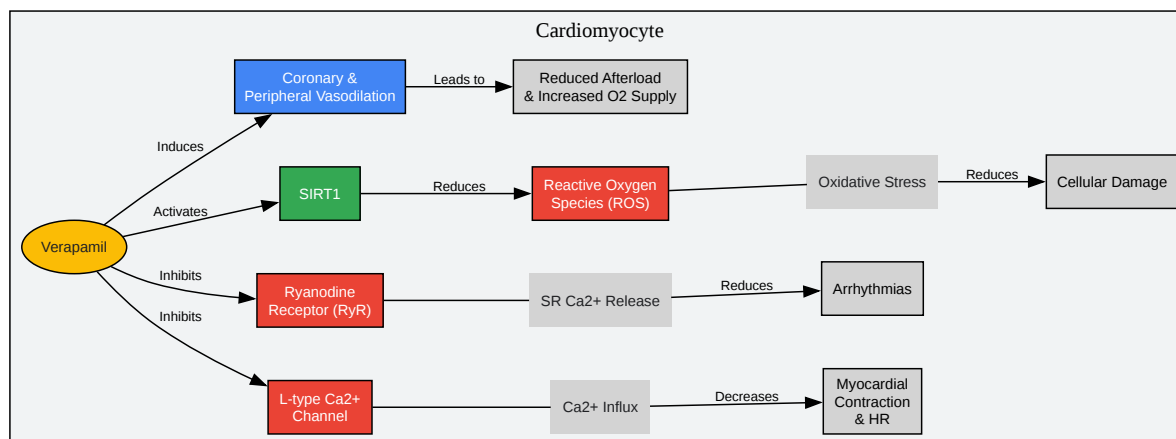 Cardiomyocyte
Coronary &
Peripheral Vasodilation
Leads to
Reduced Afterload
& Increased O2 Supply
Induces
SIRT1
Reduces
Reactive Oxygen
Species (ROS)
Oxidative Stress
Reduces
Cellular Damage
Activates
Verapamil
Inhibits
Ryanodine
Receptor (RyR)
SR Ca2+ Release
Reduces
Arrhythmias
Inhibits
L-type Ca2+
Channel
Ca2+ Influx
Decreases
Myocardial
Contraction
& HR